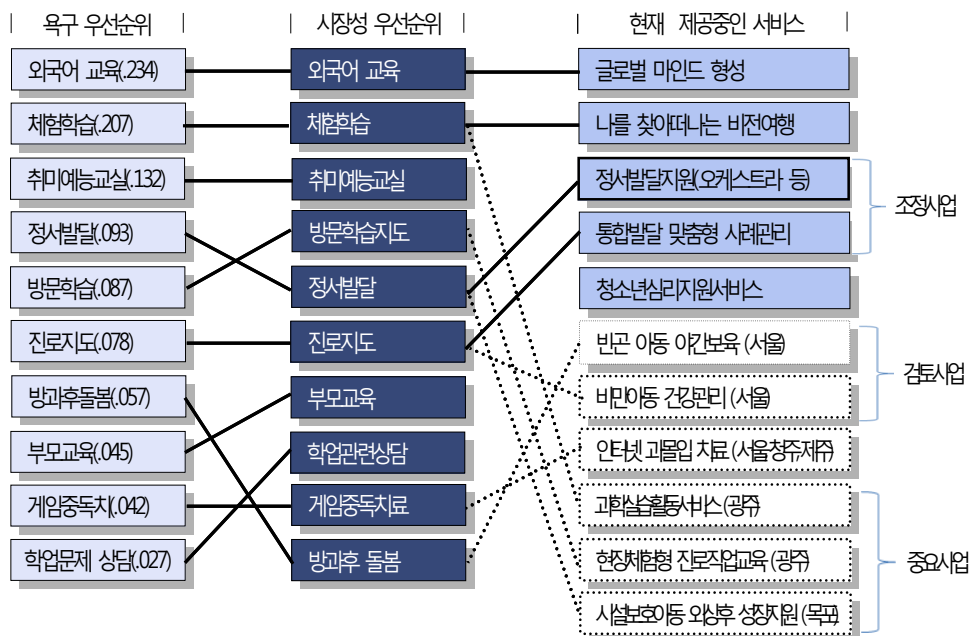 욕구 우선순위
시장성 우선순위
현재 제공중인 서비스
외국어 교육(.234)
외국어 교육
글로벌 마인드 형성
체험학습(.207)
체험학습
나를 찾아떠나는 비전여행
취미예능교실(.132)
취미예능교실
정서발달지원(오케스트라 등)
조정사업
정서발달(.093)
방문학습지도
통합발달 맞춤형 사례관리
방문학습(.087)
정서발달
청소년심리지원서비스
진로지도(.078)
진로지도
빈곤 아동 야간보육 (서울)
검토사업
방과후돌봄(.057)
부모교육
비만아동 건강관리 (서울)
부모교육(.045)
학업관련상담
인터넷 과몰입 치료 (서울청주제주)
게임중독치(.042)
게임중독치료
과학실습활동서비스 (광주)
학업문제 상담(.027)
방과후 돌봄
현장체험형 진로직업교육 (광주)
중요사업
시설보호아동 외상후 성장지원 (목포)